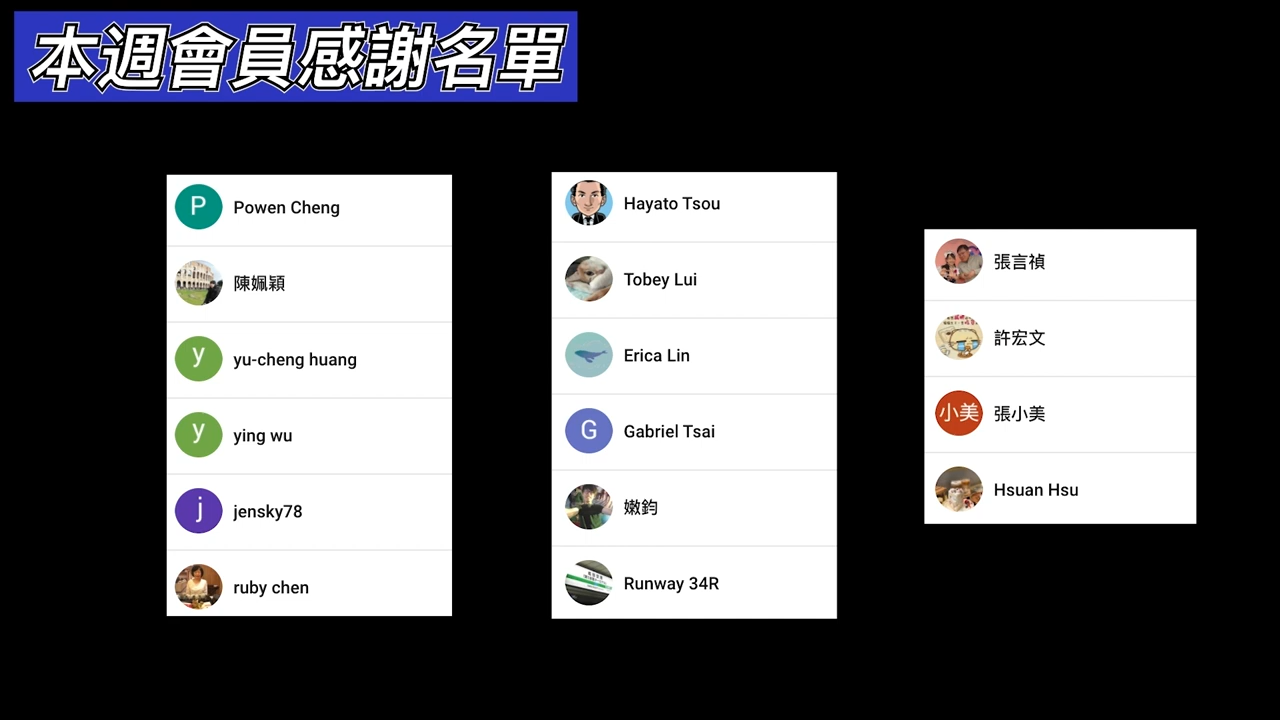 本週會員感謝名單
P Powen Cheng
陳姵穎
y yu-cheng huang
y ying wu
j jensky78
ruby chen
Hayato Tsou
Tobey Lui
Erica Lin
G Gabriel Tsai
嫩鈞
Runway 34R
張言禎
許宏文
小美 張小美
Hsuan Hsu